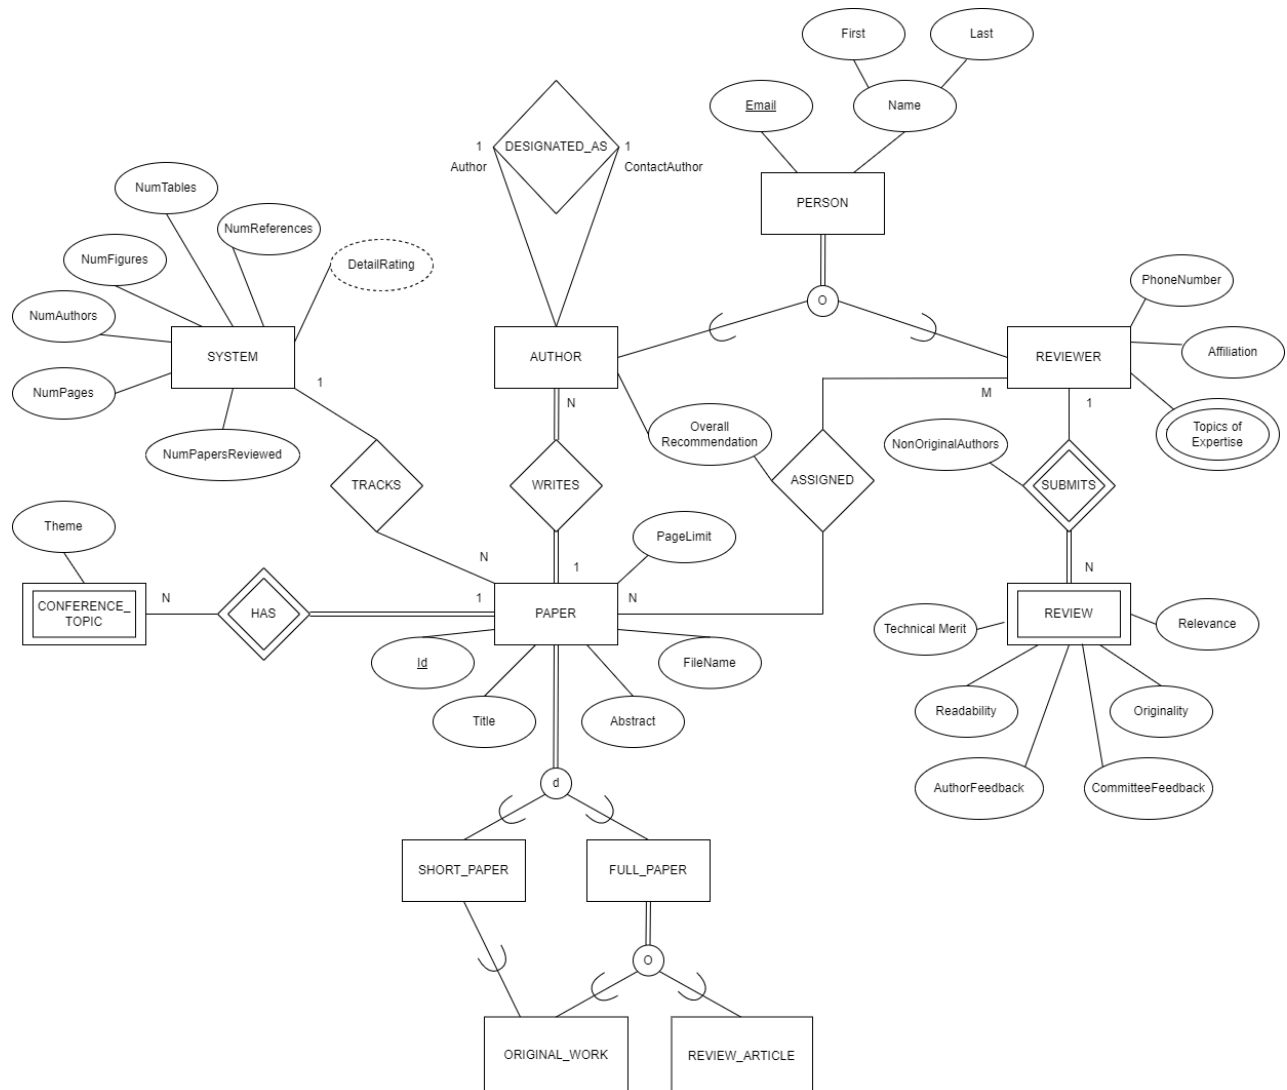 First
Last
Email
Name
DESIGNATED_AS
1
Author
1
ContactAuthor
PERSON
NumTables
NumReferences
NumFigures
DetailRating
NumAuthors
PhoneNumber
O
SYSTEM
AUTHOR
REVIEWER
Affiliation
NumPages
1
N
M
1
Overall
Recommendation
Topics of
Expertise
NumPapersReviewed
NonOriginalAuthors
TRACKS
WRITES
ASSIGNED
SUBMITS
Theme
PageLimit
N
1
N
N
1
N
CONFERENCE_
TOPIC
HAS
PAPER
REVIEW
Technical Merit
Relevance
Id
FileName
Title
Abstract
Readability
Originality
d
AuthorFeedback
CommitteeFeedback
SHORT_PAPER
FULL_PAPER
O
ORIGINAL_WORK
REVIEW_ARTICLE